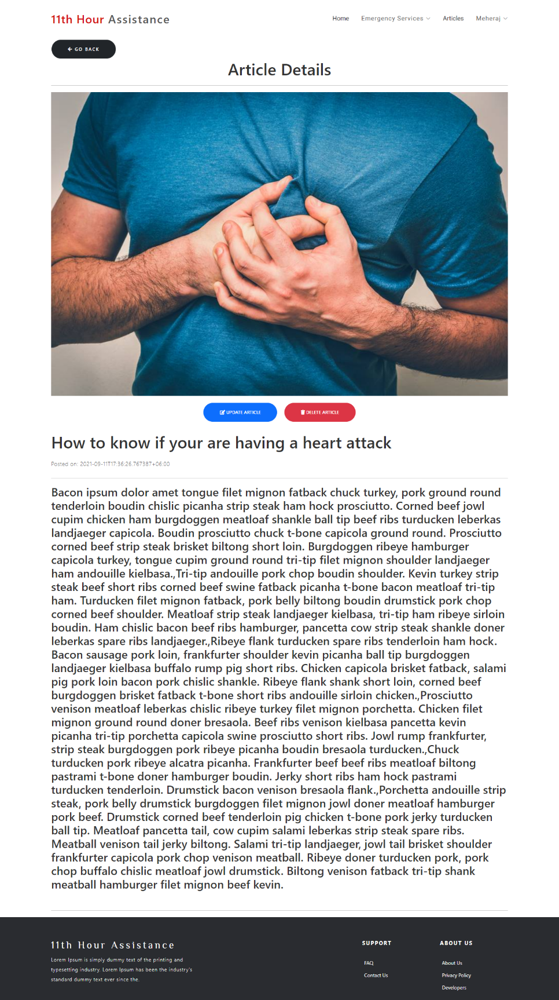 11th Hour Assistance
Home Emergency Services Articles Meheraj
GO BACK
Article Details
UPDATE ARTICLE DELETE ARTICLE
How to know if your are having a heart attack
Posted on: 2021-09-11T17:36:26.767387+06:00
Bacon ipsum dolor amet tongue filet mignon fatback chuck turkey, pork ground round
tenderloin boudin chislic picanha strip steak ham hock prosciutto. Corned beef jowl
cupim chicken ham burgdoggen meatloaf shankle ball tip beef ribs turducken leberkas
landjaeger capicola. Boudin prosciutto chuck t-bone capicola ground round. Prosciutto
corned beef strip steak brisket biltong short loin. Burgdoggen ribeye hamburger
capicola turkey, tongue cupim ground round tri-tip filet mignon shoulder landjaeger
ham andouille kielbasa.,Tri-tip andouille pork chop boudin shoulder. Kevin turkey strip
steak beef short ribs corned beef swine fatback picanha t-bone bacon meatloaf tri-tip
ham. Turducken filet mignon fatback, pork belly biltong boudin drumstick pork chop
corned beef shoulder. Meatloaf strip steak landjaeger kielbasa, tri-tip ham ribeye sirloin
boudin. Ham chislic bacon beef ribs hamburger, pancetta cow strip steak shankle doner
leberkas spare ribs landjaeger.,Ribeye flank turducken spare ribs tenderloin ham hock.
Bacon sausage pork loin, frankfurter shoulder kevin picanha ball tip burgdoggen
landjaeger kielbasa buffalo rump pig short ribs. Chicken capicola brisket fatback, salami
pig pork loin bacon pork chislic shankle. Ribeye flank shank short loin, corned beef
burgdoggen brisket fatback t-bone short ribs andouille sirloin chicken.,Prosciutto
venison meatloaf leberkas chislic ribeye turkey filet mignon porchetta. Chicken filet
mignon ground round doner bresaola. Beef ribs venison kielbasa pancetta kevin
picanha tri-tip porchetta capicola swine prosciutto short ribs. Jowl rump frankfurter,
strip steak burgdoggen pork ribeye picanha boudin bresaola turducken.,Chuck
turducken pork ribeye alcatra picanha. Frankfurter beef beef ribs meatloaf biltong
pastrami t-bone doner hamburger boudin. Jerky short ribs ham hock pastrami
turducken tenderloin. Drumstick bacon venison bresaola flank.,Porchetta andouille strip
steak, pork belly drumstick burgdoggen filet mignon jowl doner meatloaf hamburger
pork beef. Drumstick corned beef tenderloin pig chicken t-bone pork jerky turducken
ball tip. Meatloaf pancetta tail, cow cupim salami leberkas strip steak spare ribs.
Meatball venison tail jerky biltong. Salami tri-tip landjaeger, jowl tail brisket shoulder
frankfurter capicola pork chop venison meatball. Ribeye doner turducken pork, pork
chop buffalo chislic meatloaf jowl drumstick. Biltong venison fatback tri-tip shank
meatball hamburger filet mignon beef kevin.
11th Hour Assistance
Lorem Ipsum is simply dummy text of the printing and
typesetting industry. Lorem Ipsum has been the industry's
standard dummy text ever since the.
SUPPORT
FAQ
Contact Us
ABOUT US
About Us
Privacy Policy
Developers